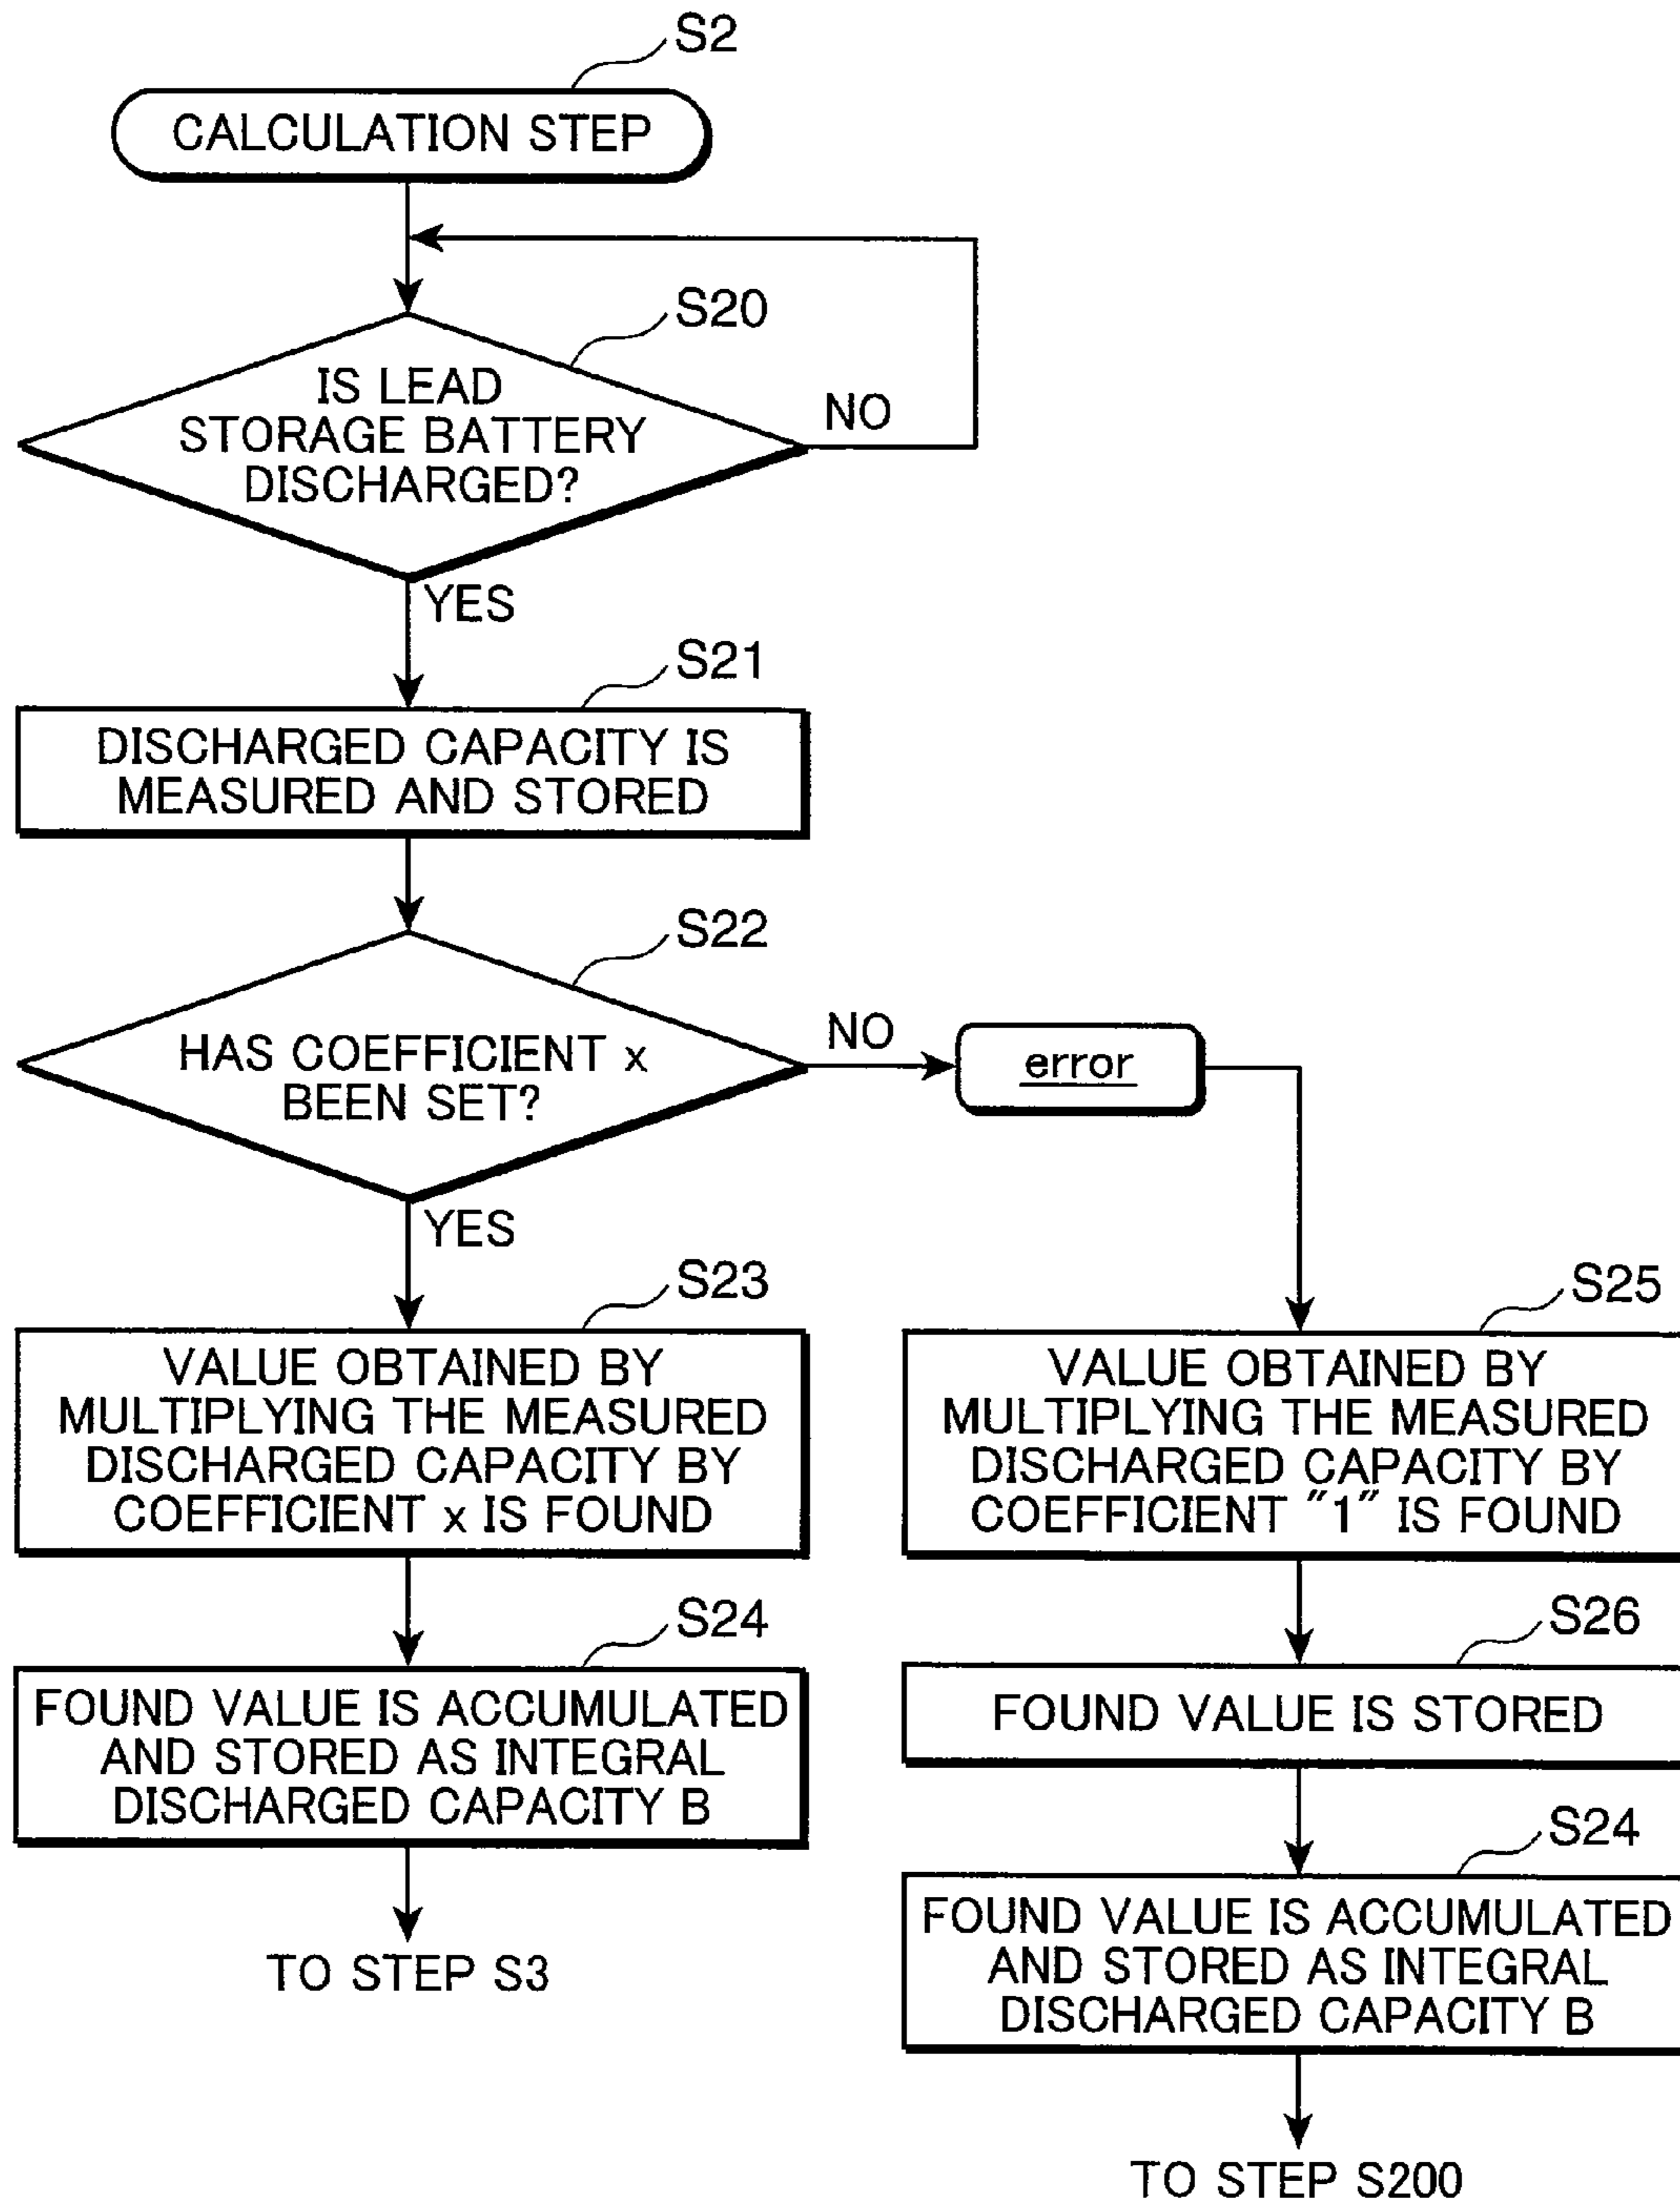 S2
CALCULATION STEP
S20
IS LEAD
STORAGE BATTERY
DISCHARGED?
NO
YES
S21
DISCHARGED CAPACITY IS
MEASURED AND STORED
S22
HAS COEFFICIENT x
BEEN SET?
NO
error
YES
S23
VALUE OBTAINED BY
MULTIPLYING THE MEASURED
DISCHARGED CAPACITY BY
COEFFICIENT x IS FOUND
S24
FOUND VALUE IS ACCUMULATED
AND STORED AS INTEGRAL
DISCHARGED CAPACITY B
TO STEP S3
S25
VALUE OBTAINED BY
MULTIPLYING THE MEASURED
DISCHARGED CAPACITY BY
COEFFICIENT "1" IS FOUND
S26
FOUND VALUE IS STORED
S24
FOUND VALUE IS ACCUMULATED
AND STORED AS INTEGRAL
DISCHARGED CAPACITY B
TO STEP S200